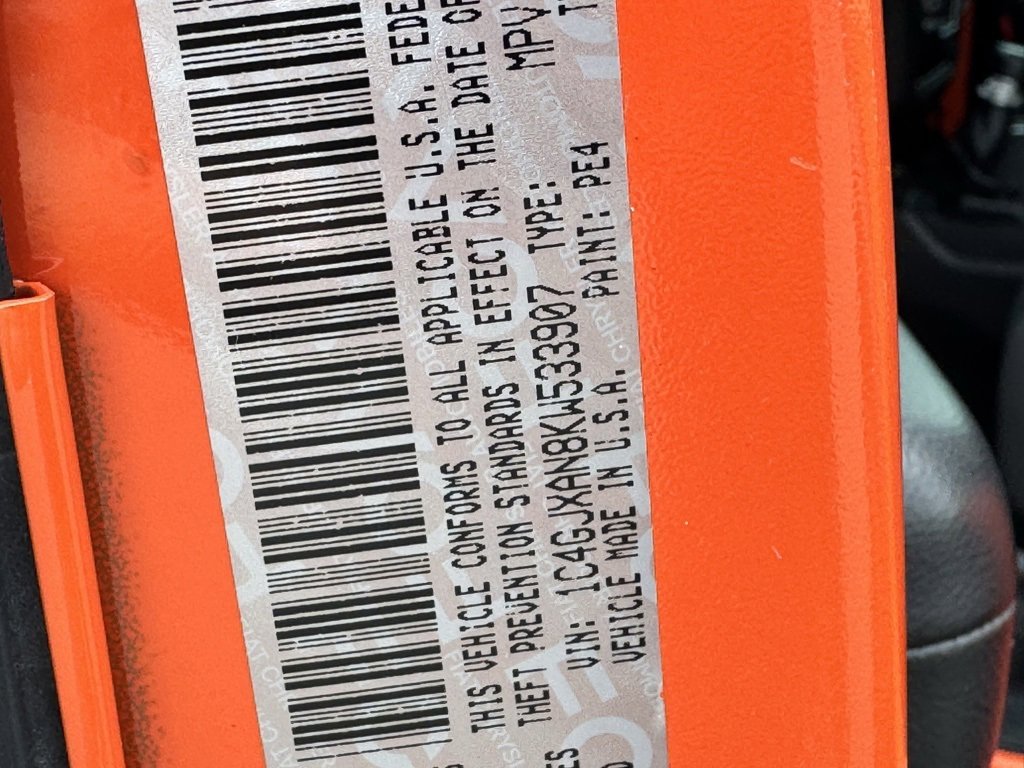 THIS VEHICLE CONFORMS TO ALL APPLICABLE U.S.A. FEDE
THEFT PREVENTION STANDARDS IN EFFECT ON THE DATE OF
VIN: 1C4GJXAN8KW533907 TYPE: MPV
VEHICLE MADE IN U.S.A. PAINT: PE4